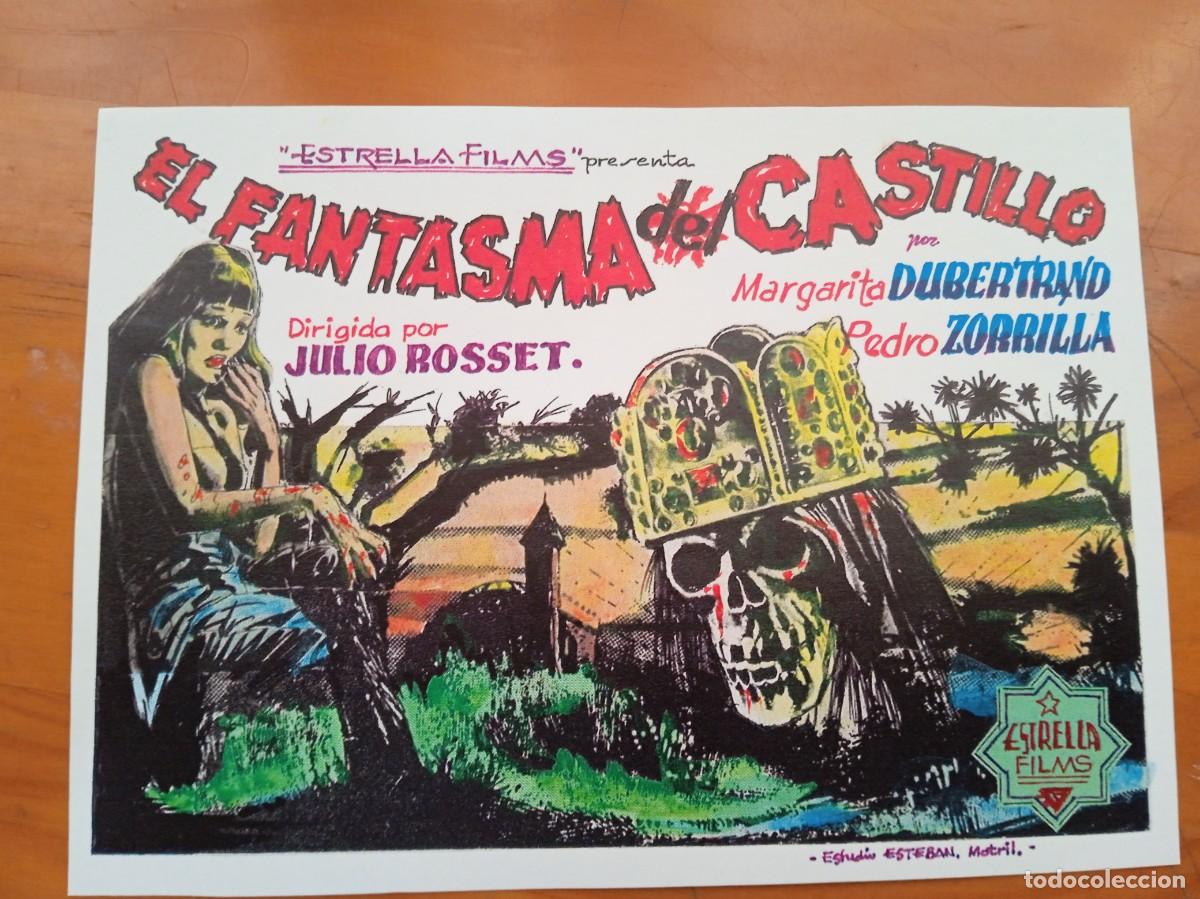 "ESTRELLA FILMS" presenta
EL FANTASMA del CASTILLO
por
Margarita DUBERTRAND
Pedro ZORRILLA
Dirigida por
JULIO ROSSET.
ESTRELLA
FILMS
- Estudio ESTEBAN. Motril. -
todocoleccion